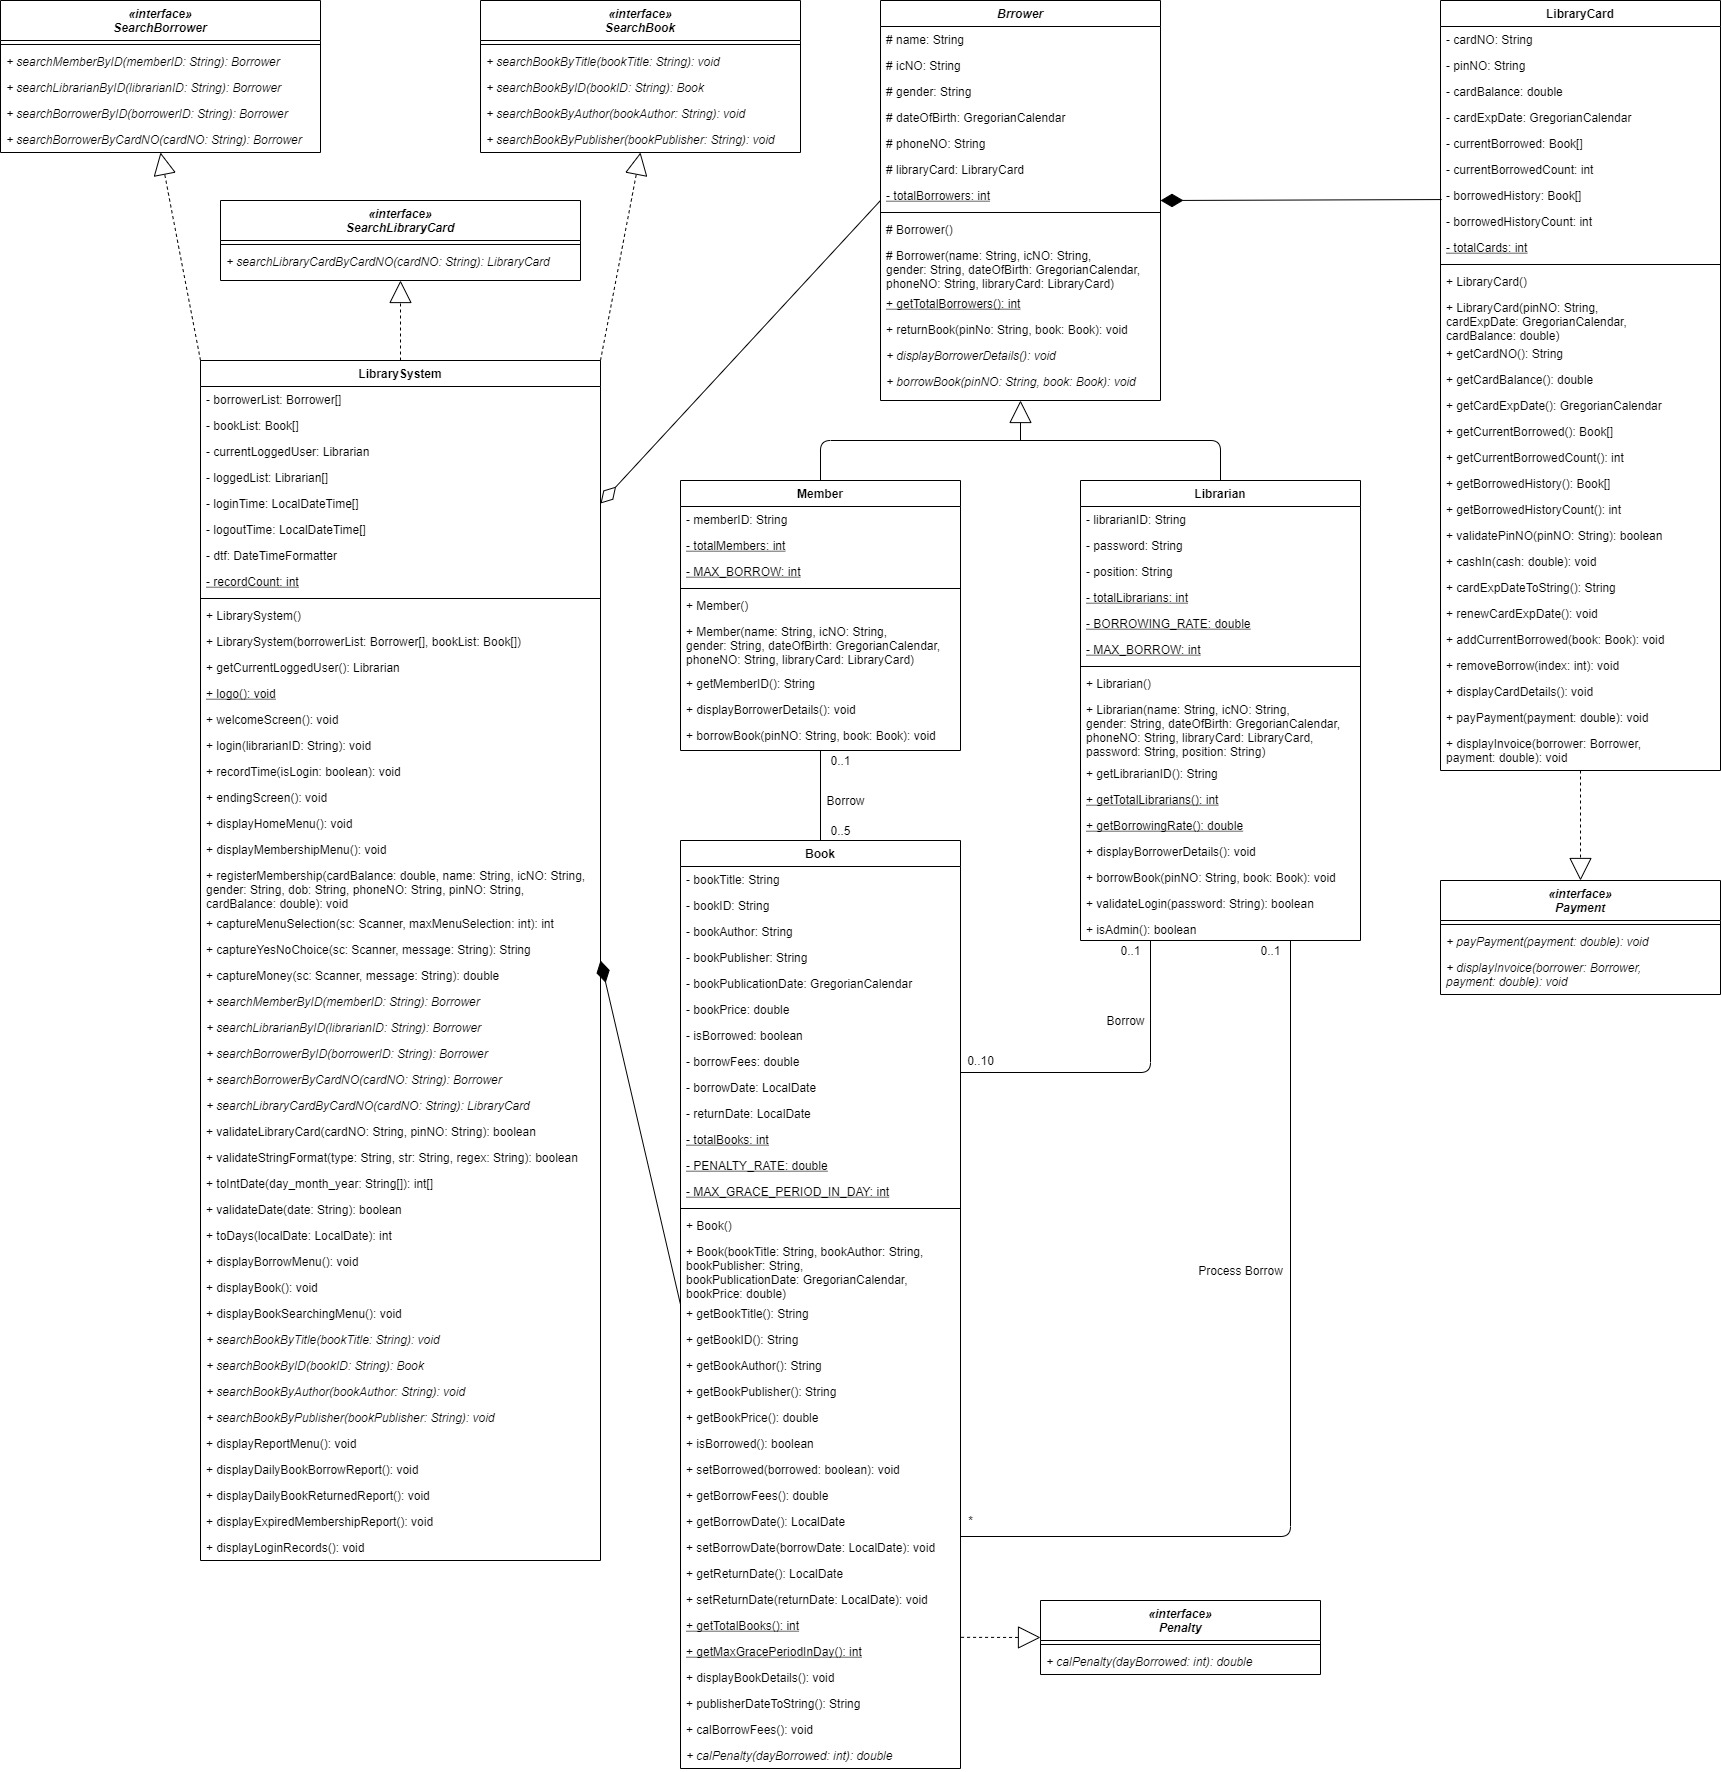 «interface»
SearchBorrower
+ searchMemberByID(memberID: String): Borrower
+ searchLibrarianByID(librarianID: String): Borrower
+ searchBorrowerByID(borrowerID: String): Borrower
+ searchBorrowerByCardNO(cardNO: String): Borrower
«interface»
SearchBook
+ searchBookByTitle(bookTitle: String): void
+ searchBookByID(bookID: String): Book
+ searchBookByAuthor(bookAuthor: String): void
+ searchBookByPublisher(bookPublisher: String): void
«interface»
SearchLibraryCard
+ searchLibraryCardByCardNO(cardNO: String): LibraryCard
Brrower
# name: String
# icNO: String
# gender: String
# dateOfBirth: GregorianCalendar
# phoneNO: String
# libraryCard: LibraryCard
- totalBorrowers: int
# Borrower()
# Borrower(name: String, icNO: String,
gender: String, dateOfBirth: GregorianCalendar,
phoneNO: String, libraryCard: LibraryCard)
+ getTotalBorrowers(): int
+ returnBook(pinNo: String, book: Book): void
+ displayBorrowerDetails(): void
+ borrowBook(pinNO: String, book: Book): void
LibraryCard
- cardNO: String
- pinNO: String
- cardBalance: double
- cardExpDate: GregorianCalendar
- currentBorrowed: Book[]
- currentBorrowedCount: int
- borrowedHistory: Book[]
- borrowedHistoryCount: int
- totalCards: int
+ LibraryCard()
+ LibraryCard(pinNO: String,
cardExpDate: GregorianCalendar,
cardBalance: double)
+ getCardNO(): String
+ getCardBalance(): double
+ getCardExpDate(): GregorianCalendar
+ getCurrentBorrowed(): Book[]
+ getCurrentBorrowedCount(): int
+ getBorrowedHistory(): Book[]
+ getBorrowedHistoryCount(): int
+ validatePinNO(pinNO: String): boolean
+ cashIn(cash: double): void
+ cardExpDateToString(): String
+ renewCardExpDate(): void
+ addCurrentBorrowed(book: Book): void
+ removeBorrow(index: int): void
+ displayCardDetails(): void
+ payPayment(payment: double): void
+ displayInvoice(borrower: Borrower,
payment: double): void
LibrarySystem
- borrowerList: Borrower[]
- bookList: Book[]
- currentLoggedUser: Librarian
- loggedList: Librarian[]
- loginTime: LocalDateTime[]
- logoutTime: LocalDateTime[]
- dtf: DateTimeFormatter
- recordCount: int
+ LibrarySystem()
+ LibrarySystem(borrowerList: Borrower[], bookList: Book[])
+ getCurrentLoggedUser(): Librarian
+ logo(): void
+ welcomeScreen(): void
+ login(librarianID: String): void
+ recordTime(isLogin: boolean): void
+ endingScreen(): void
+ displayHomeMenu(): void
+ displayMembershipMenu(): void
+ registerMembership(cardBalance: double, name: String, icNO: String,
gender: String, dob: String, phoneNO: String, pinNO: String,
cardBalance: double): void
+ captureMenuSelection(sc: Scanner, maxMenuSelection: int): int
+ captureYesNoChoice(sc: Scanner, message: String): String
+ captureMoney(sc: Scanner, message: String): double
+ searchMemberByID(memberID: String): Borrower
+ searchLibrarianByID(librarianID: String): Borrower
+ searchBorrowerByID(borrowerID: String): Borrower
+ searchBorrowerByCardNO(cardNO: String): Borrower
+ searchLibraryCardByCardNO(cardNO: String): LibraryCard
+ validateLibraryCard(cardNO: String, pinNO: String): boolean
+ validateStringFormat(type: String, str: String, regex: String): boolean
+ toIntDate(day_month_year: String[]): int[]
+ validateDate(date: String): boolean
+ toDays(localDate: LocalDate): int
+ displayBorrowMenu(): void
+ displayBook(): void
+ displayBookSearchingMenu(): void
+ searchBookByTitle(bookTitle: String): void
+ searchBookByID(bookID: String): Book
+ searchBookByAuthor(bookAuthor: String): void
+ searchBookByPublisher(bookPublisher: String): void
+ displayReportMenu(): void
+ displayDailyBookBorrowReport(): void
+ displayDailyBookReturnedReport(): void
+ displayExpiredMembershipReport(): void
+ displayLoginRecords(): void
Member
- memberID: String
- totalMembers: int
- MAX_BORROW: int
+ Member()
+ Member(name: String, icNO: String,
gender: String, dateOfBirth: GregorianCalendar,
phoneNO: String, libraryCard: LibraryCard)
+ getMemberID(): String
+ displayBorrowerDetails(): void
+ borrowBook(pinNO: String, book: Book): void
0..1
Borrow
0..5
Librarian
- librarianID: String
- password: String
- position: String
- totalLibrarians: int
- BORROWING_RATE: double
- MAX_BORROW: int
+ Librarian()
+ Librarian(name: String, icNO: String,
gender: String, dateOfBirth: GregorianCalendar,
phoneNO: String, libraryCard: LibraryCard,
password: String, position: String)
+ getLibrarianID(): String
+ getTotalLibrarians(): int
+ getBorrowingRate(): double
+ displayBorrowerDetails(): void
+ borrowBook(pinNO: String, book: Book): void
+ validateLogin(password: String): boolean
+ isAdmin(): boolean
0..1
0..1
Borrow
0..10
Process Borrow
*
Book
- bookTitle: String
- bookID: String
- bookAuthor: String
- bookPublisher: String
- bookPublicationDate: GregorianCalendar
- bookPrice: double
- isBorrowed: boolean
- borrowFees: double
- borrowDate: LocalDate
- returnDate: LocalDate
- totalBooks: int
- PENALTY_RATE: double
- MAX_GRACE_PERIOD_IN_DAY: int
+ Book()
+ Book(bookTitle: String, bookAuthor: String,
bookPublisher: String,
bookPublicationDate: GregorianCalendar,
bookPrice: double)
+ getBookTitle(): String
+ getBookID(): String
+ getBookAuthor(): String
+ getBookPublisher(): String
+ getBookPrice(): double
+ isBorrowed(): boolean
+ setBorrowed(borrowed: boolean): void
+ getBorrowFees(): double
+ getBorrowDate(): LocalDate
+ setBorrowDate(borrowDate: LocalDate): void
+ getReturnDate(): LocalDate
+ setReturnDate(returnDate: LocalDate): void
+ getTotalBooks(): int
+ getMaxGracePeriodInDay(): int
+ displayBookDetails(): void
+ publisherDateToString(): String
+ calBorrowFees(): void
+ calPenalty(dayBorrowed: int): double
«interface»
Payment
+ payPayment(payment: double): void
+ displayInvoice(borrower: Borrower,
payment: double): void
«interface»
Penalty
+ calPenalty(dayBorrowed: int): double